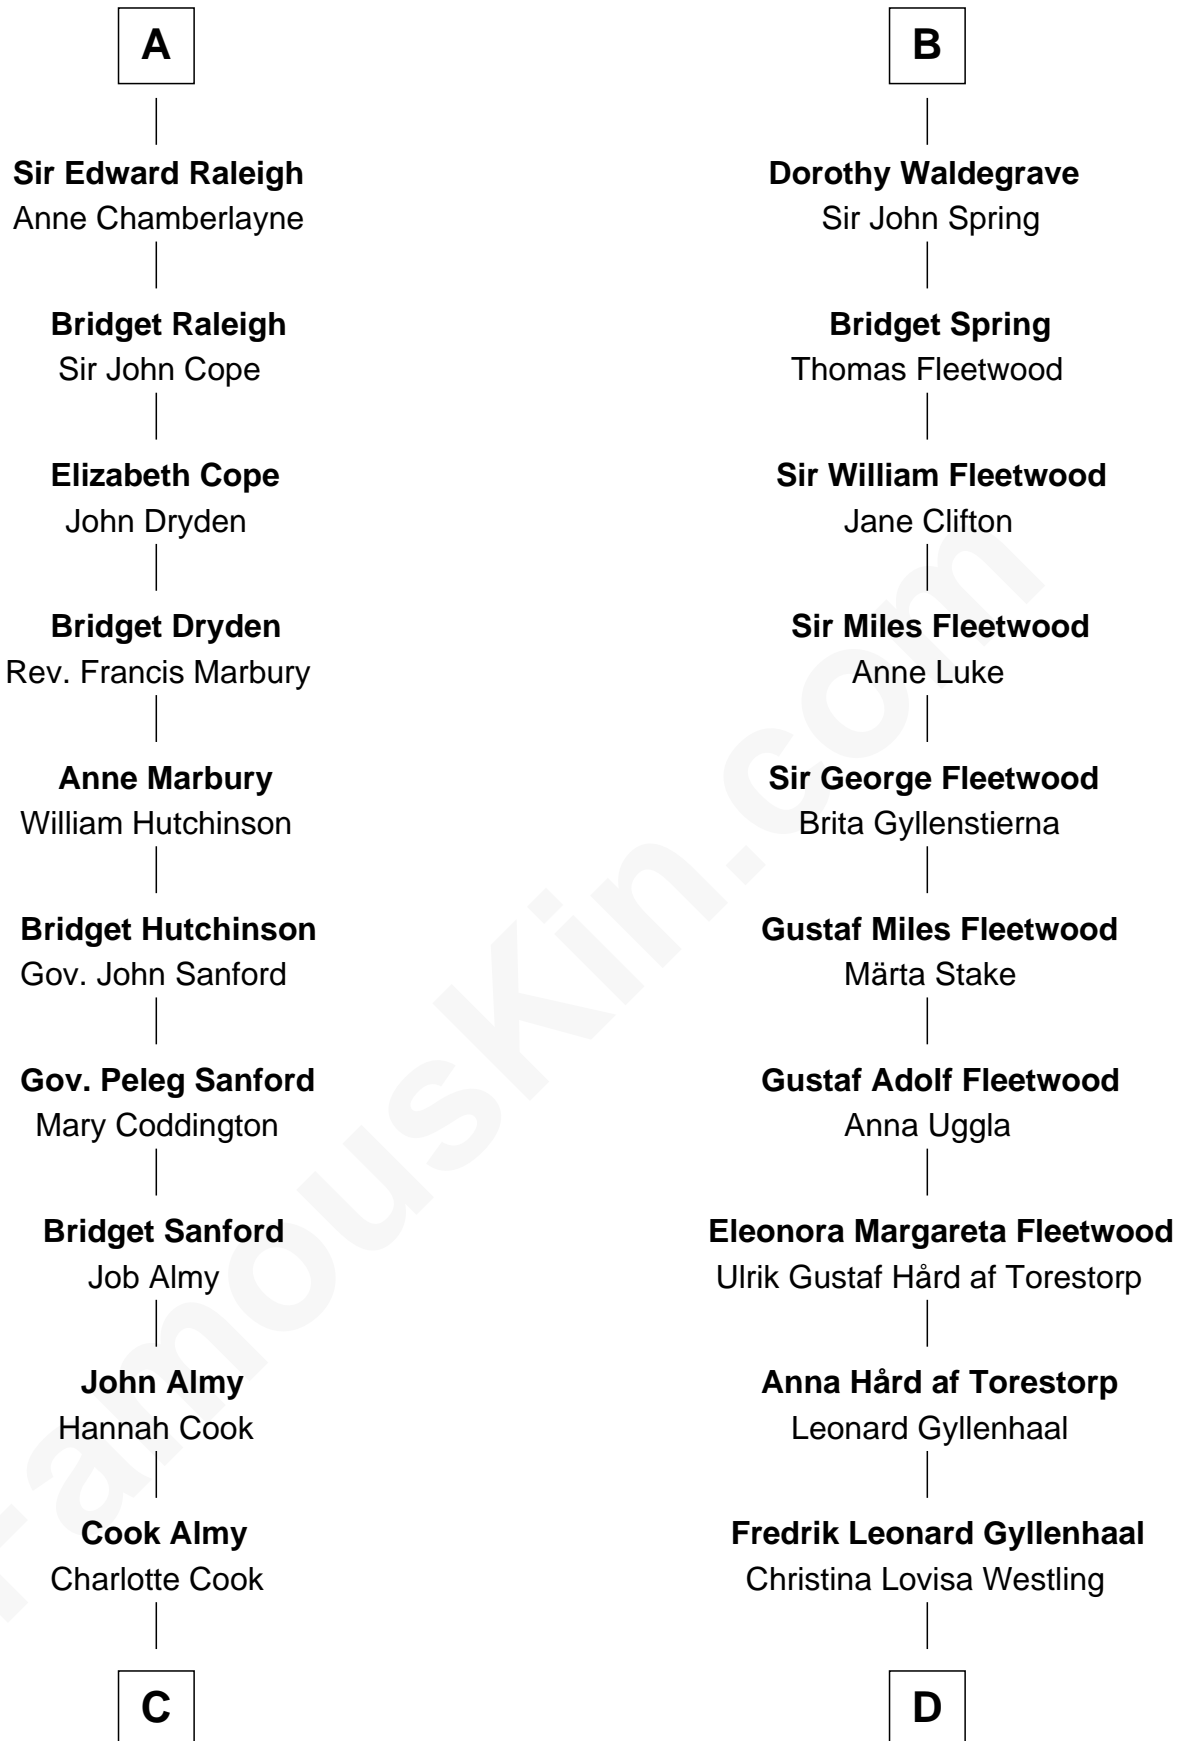 A
Sir Edward Raleigh
Anne Chamberlayne
Bridget Raleigh
Sir John Cope
Elizabeth Cope
John Dryden
Bridget Dryden
Rev. Francis Marbury
Anne Marbury
William Hutchinson
Bridget Hutchinson
Gov. John Sanford
Gov. Peleg Sanford
Mary Coddington
Bridget Sanford
Job Almy
John Almy
Hannah Cook
Cook Almy
Charlotte Cook
C
B
Dorothy Waldegrave
Sir John Spring
Bridget Spring
Thomas Fleetwood
Sir William Fleetwood
Jane Clifton
Sir Miles Fleetwood
Anne Luke
Sir George Fleetwood
Brita Gyllenstierna
Gustaf Miles Fleetwood
Märta Stake
Gustaf Adolf Fleetwood
Anna Uggla
Eleonora Margareta Fleetwood
Ulrik Gustaf Hård af Torestorp
Anna Hård af Torestorp
Leonard Gyllenhaal
Fredrik Leonard Gyllenhaal
Christina Lovisa Westling
D
FamousKin.com